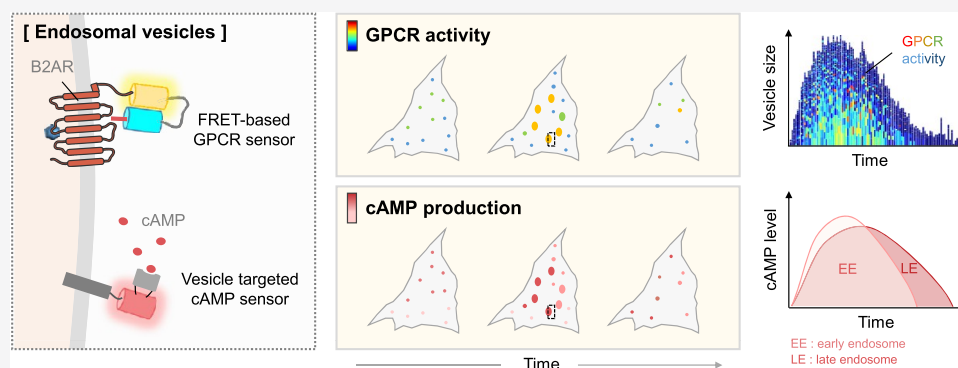 [ Endosomal vesicles ]
B2AR
FRET-based
GPCR sensor
cAMP
Vesicle targeted
cAMP sensor
GPCR activity
cAMP production
Time
Vesicle size
GPCR
activity
Time
cAMP level
EE
LE
Time
EE : early endosome
LE : late endosome